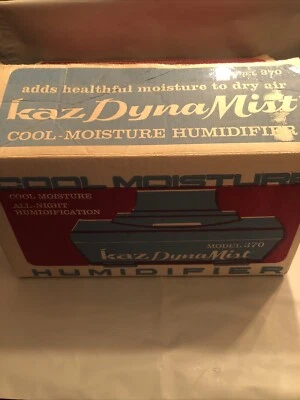 370
adds healthful moisture to dry air
kaz DynaMist
COOL-MOISTURE HUMIDIFIER
COOL MOISTURE
COOL MOISTURE
ALL-NIGHT
HUMIDIFICATION
MODEL 370
kaz DynaMist
HUMIDIFIER